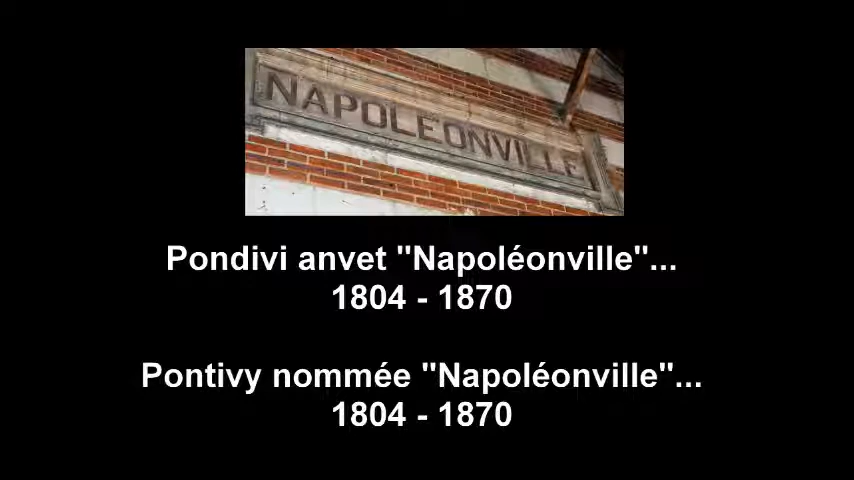 NAPOLEONVILLE
Pondivi anvet "Napoléonville"...
1804 - 1870
Pontivy nommée "Napoléonville"...
1804 - 1870